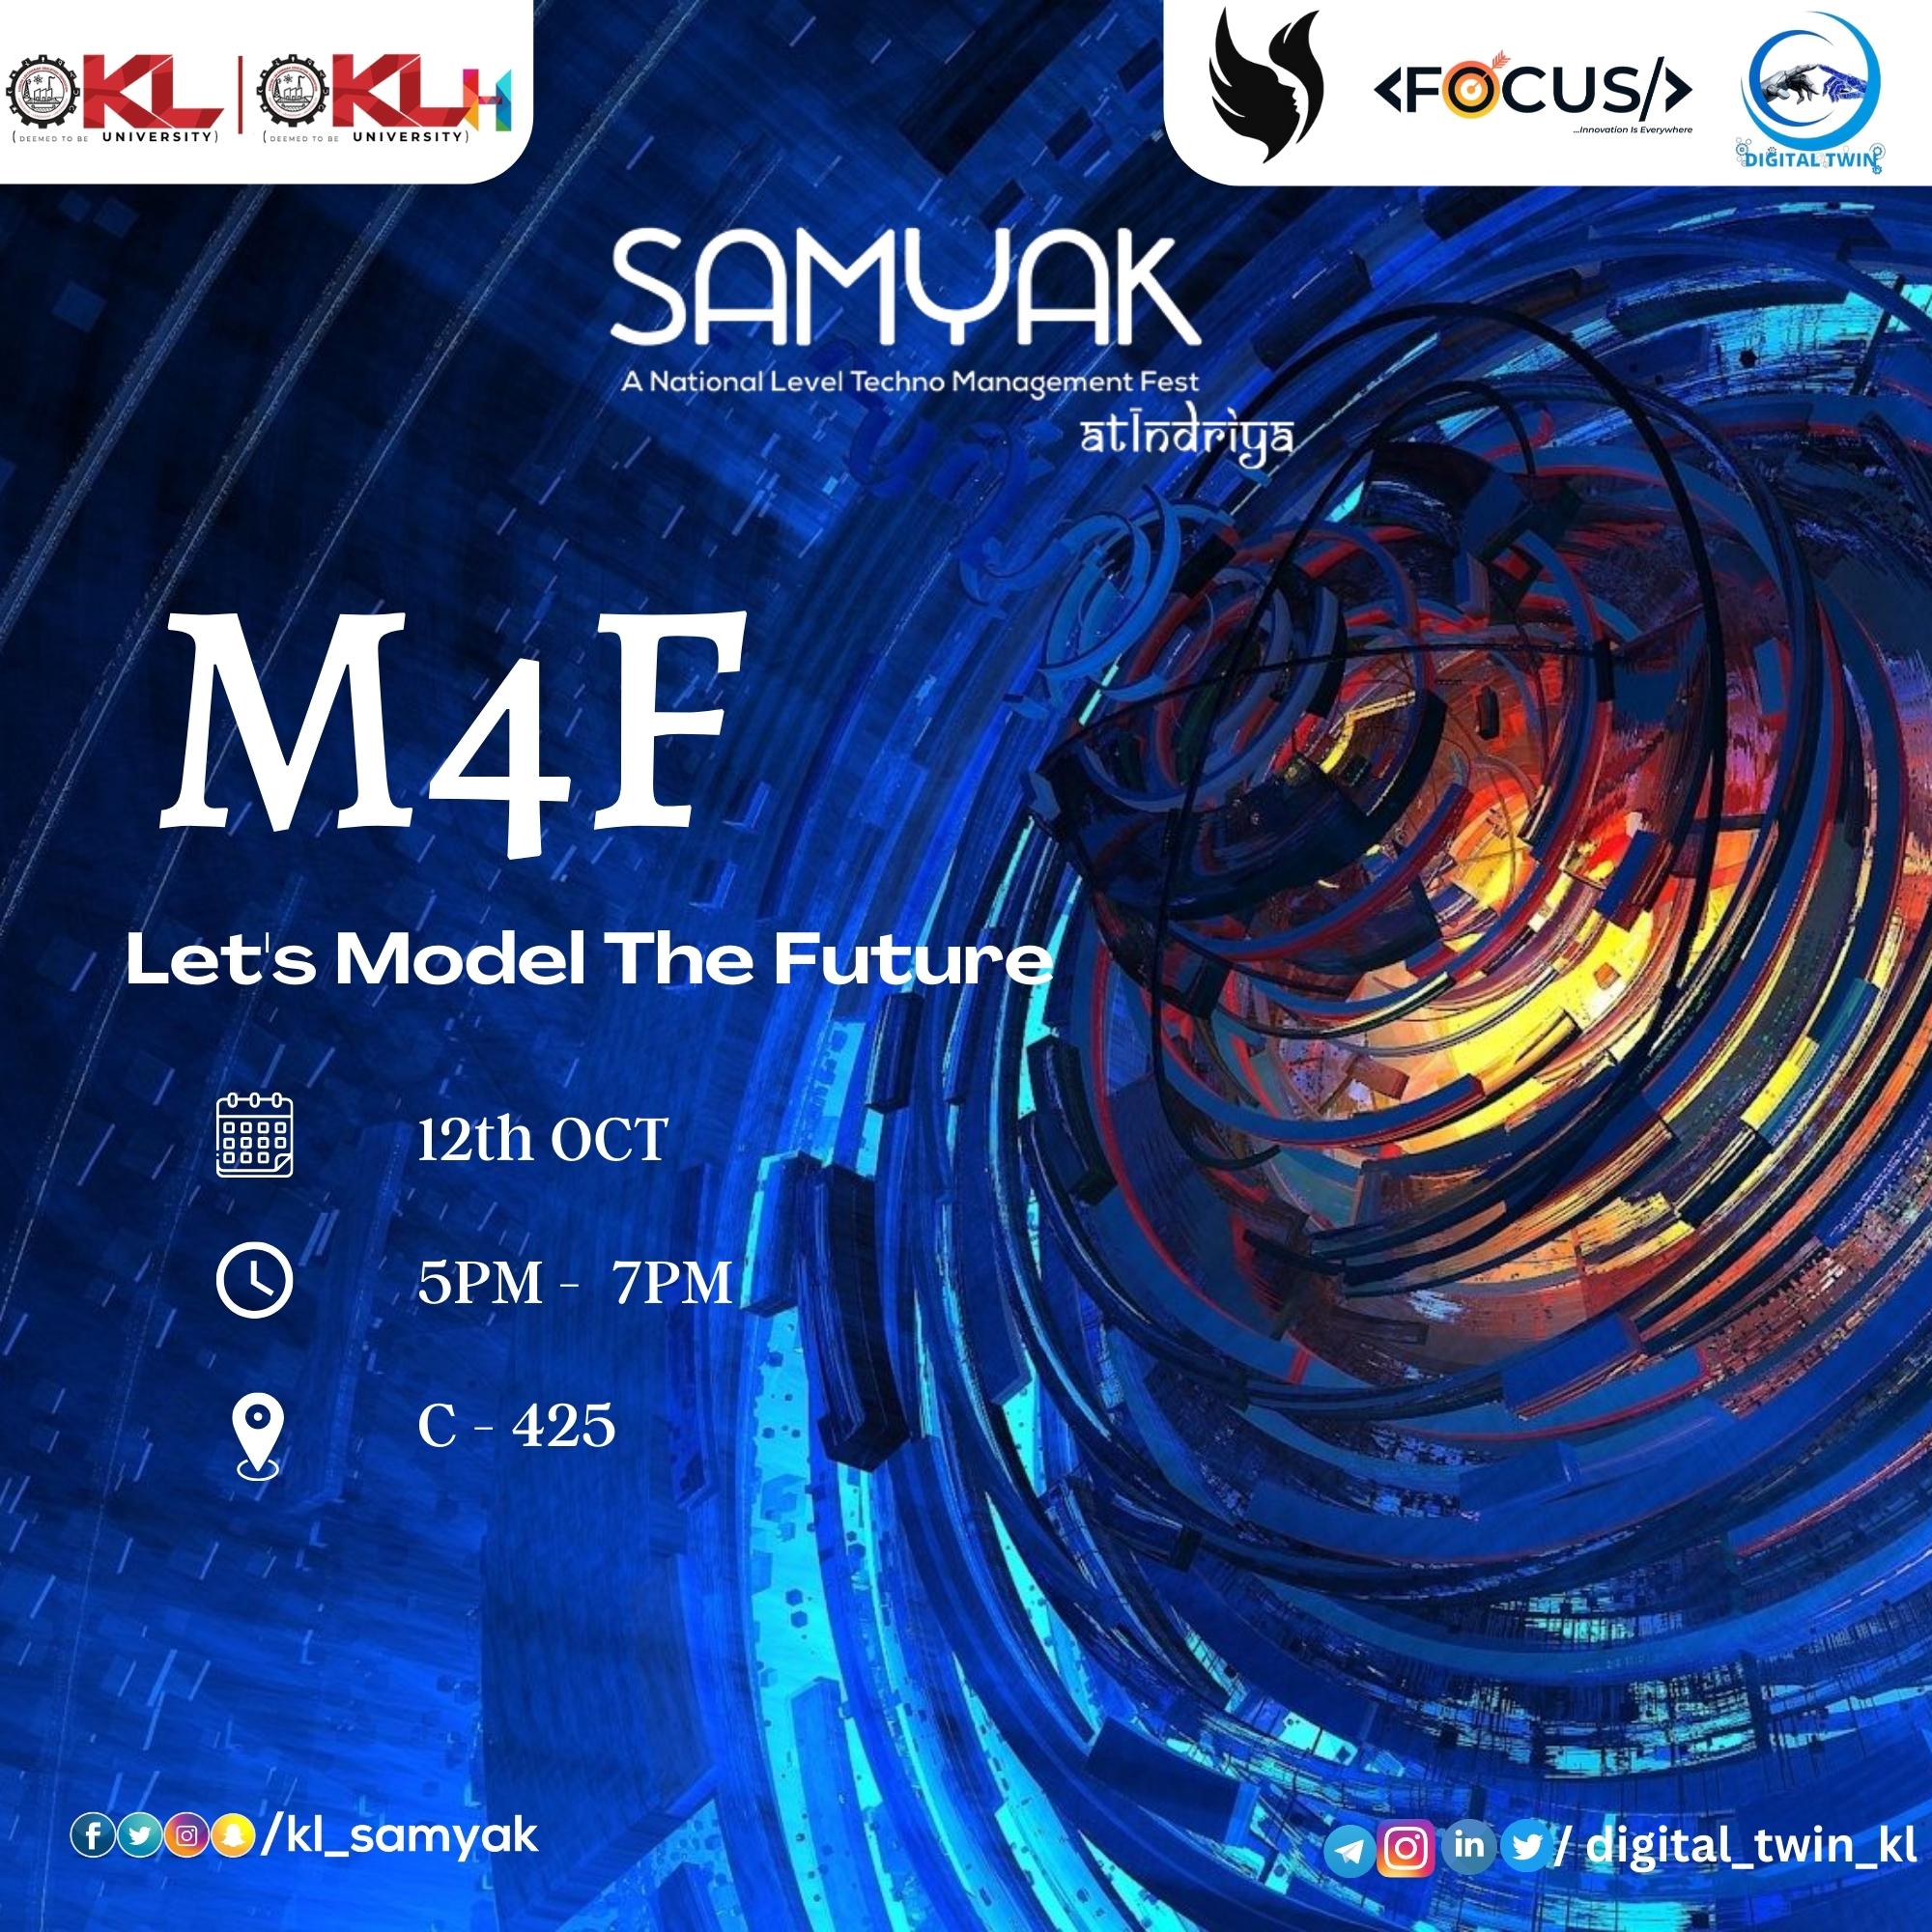 KL | KLH
(DEEMED TO BE UNIVERSITY) (DEEMED TO BE UNIVERSITY)
<FOCUS/>
...Innovation Is Everywhere
DIGITAL TWIN
SAMYAK
A National Level Techno Management Fest
atīndriya
M4F
Let's Model The Future
12th OCT
5PM - 7PM
C - 425
/kl_samyak
/ digital_twin_kl